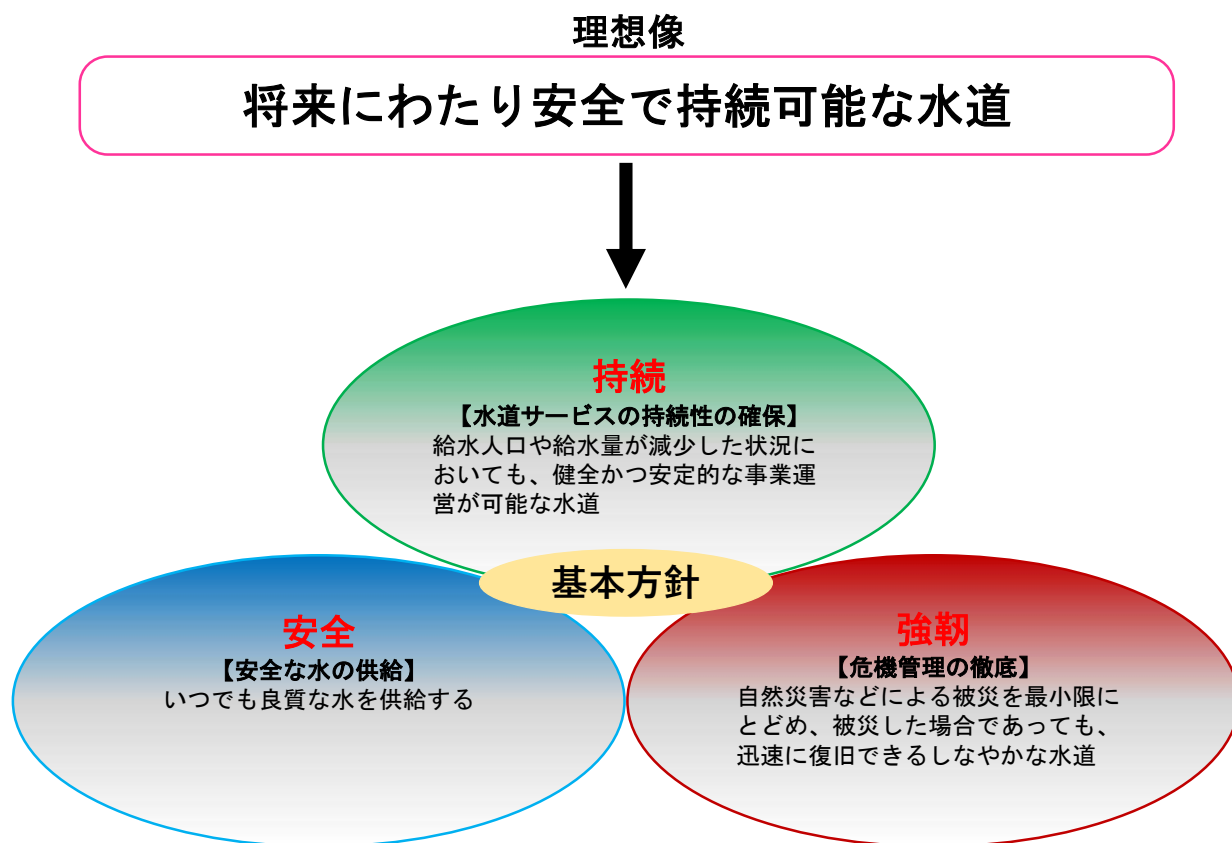 理想像
将来にわたり安全で持続可能な水道
持続
【水道サービスの持続性の確保】
給水人口や給水量が減少した状況に
おいても、健全かつ安定的な事業運
営が可能な水道
基本方針
安全
【安全な水の供給】
いつでも良質な水を供給する
強靭
【危機管理の徹底】
自然災害などによる被災を最小限に
とどめ、被災した場合であっても、
迅速に復旧できるしなやかな水道